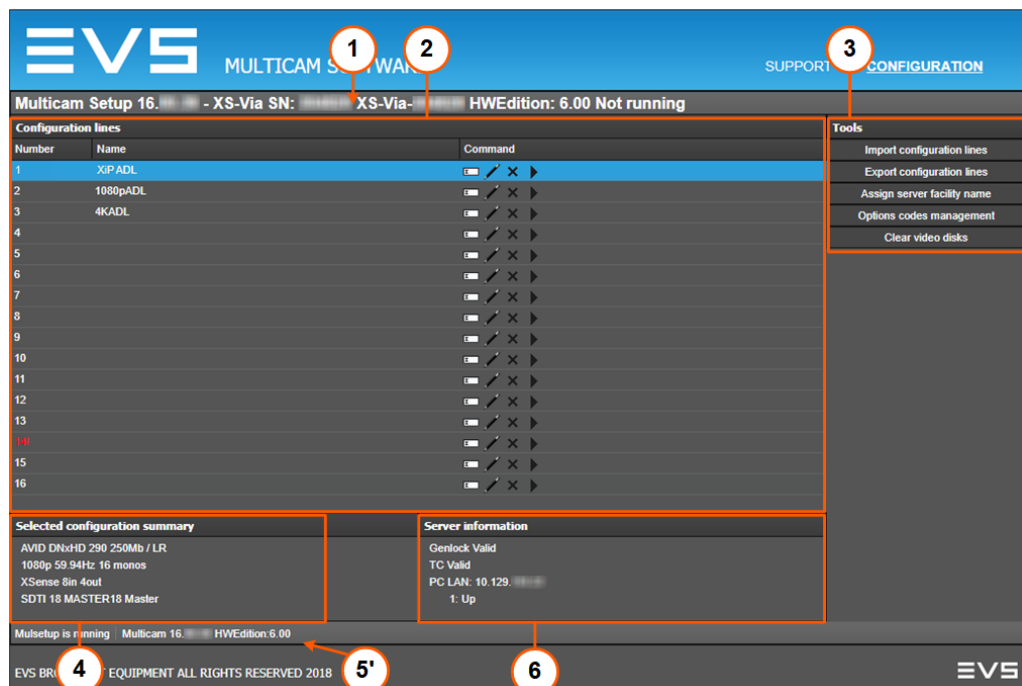 EVS
MULTICAM S WAR
SUPPORT CONFIGURATION
Multicam Setup 16. - XS-Via SN: XS-Via- HWEdition: 6.00 Not running
Configuration lines
Number Name Command
1 XiPADL
2 1080pADL
3 4KADL
4
5
6
7
8
9
10
11
12
13
14!
15
16
Tools
Import configuration lines
Export configuration lines
Assign server facility name
Options codes management
Clear video disks
Selected configuration summary
AVID DNxHD 290 250Mb / LR
1080p 59.94Hz 16 monos
XSense 8in 4out
SDTI 18 MASTER18 Master
Server information
Genlock Valid
TC Valid
PC LAN: 10.129.
1: Up
Mulsetup is running Multicam 16. HWEdition:6.00
EVS BR T EQUIPMENT ALL RIGHTS RESERVED 2018
EVS
1
2
3
4
5'
6